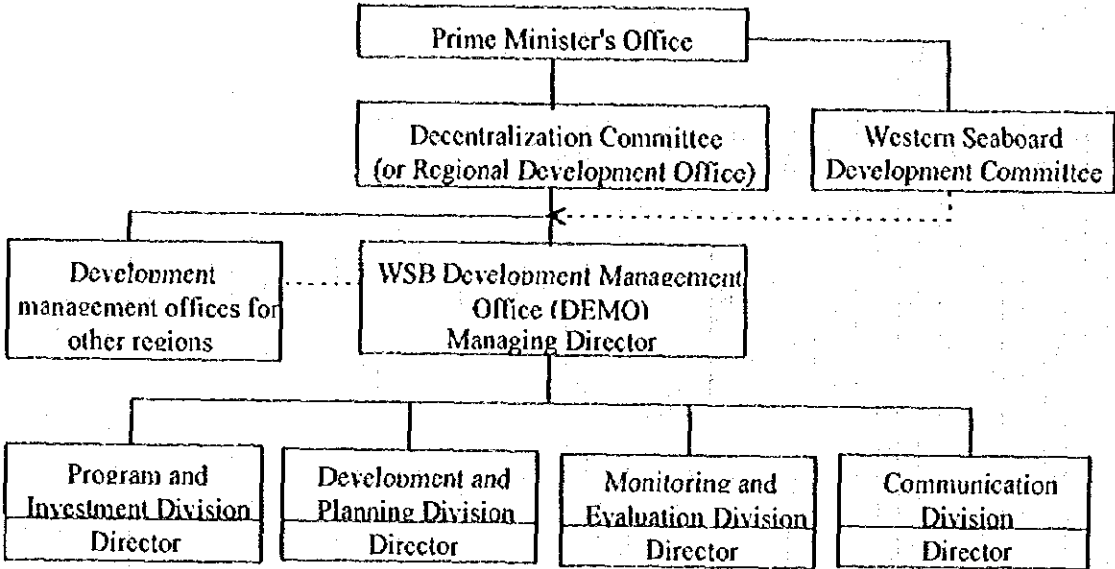 Prime Minister's Office
Decentralization Committee
(or Regional Development Office)
Western Seaboard
Development Committee
Development
management offices for
other regions
WSB Development Management
Office (DEMO)
Managing Director
Program and
Investment Division
Director
Development and
Planning Division
Director
Monitoring and
Evaluation Division
Director
Communication
Division
Director